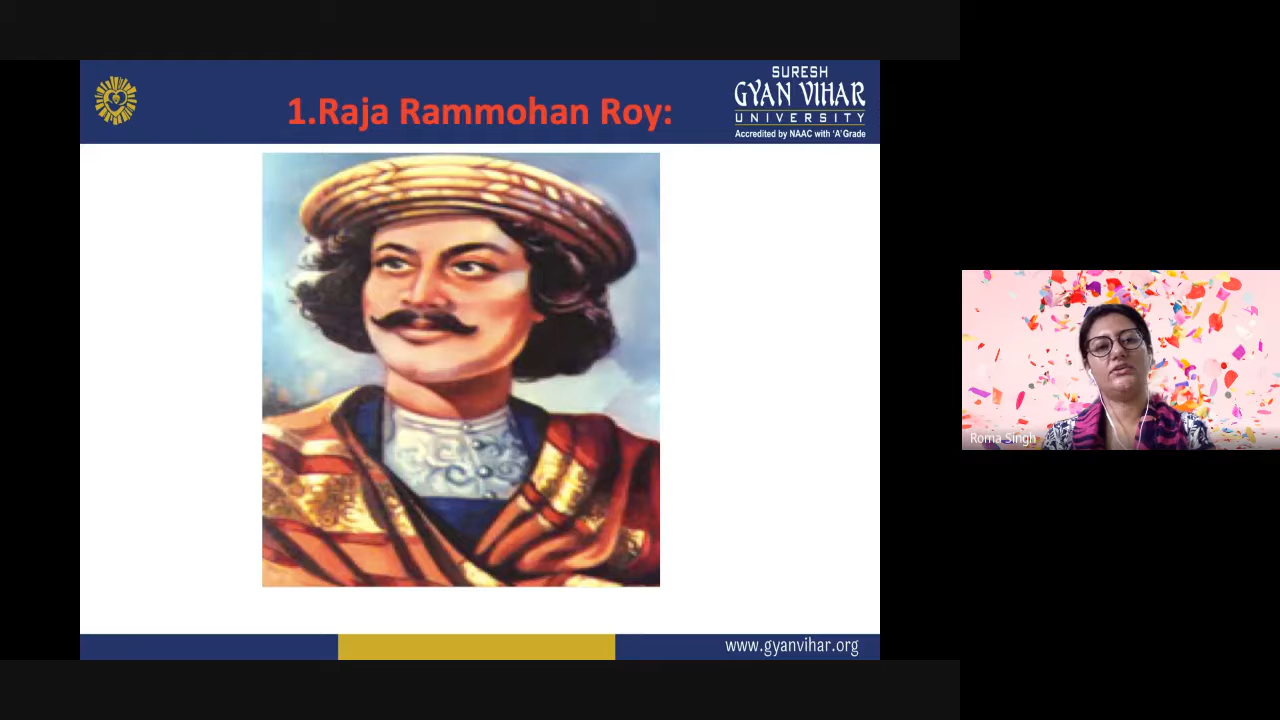 1.Raja Rammohan Roy:
SURESH
GYAN VIHAR
UNIVERSITY
Accredited by NAAC with 'A' Grade
Roma Singh
www.gyanvihar.org